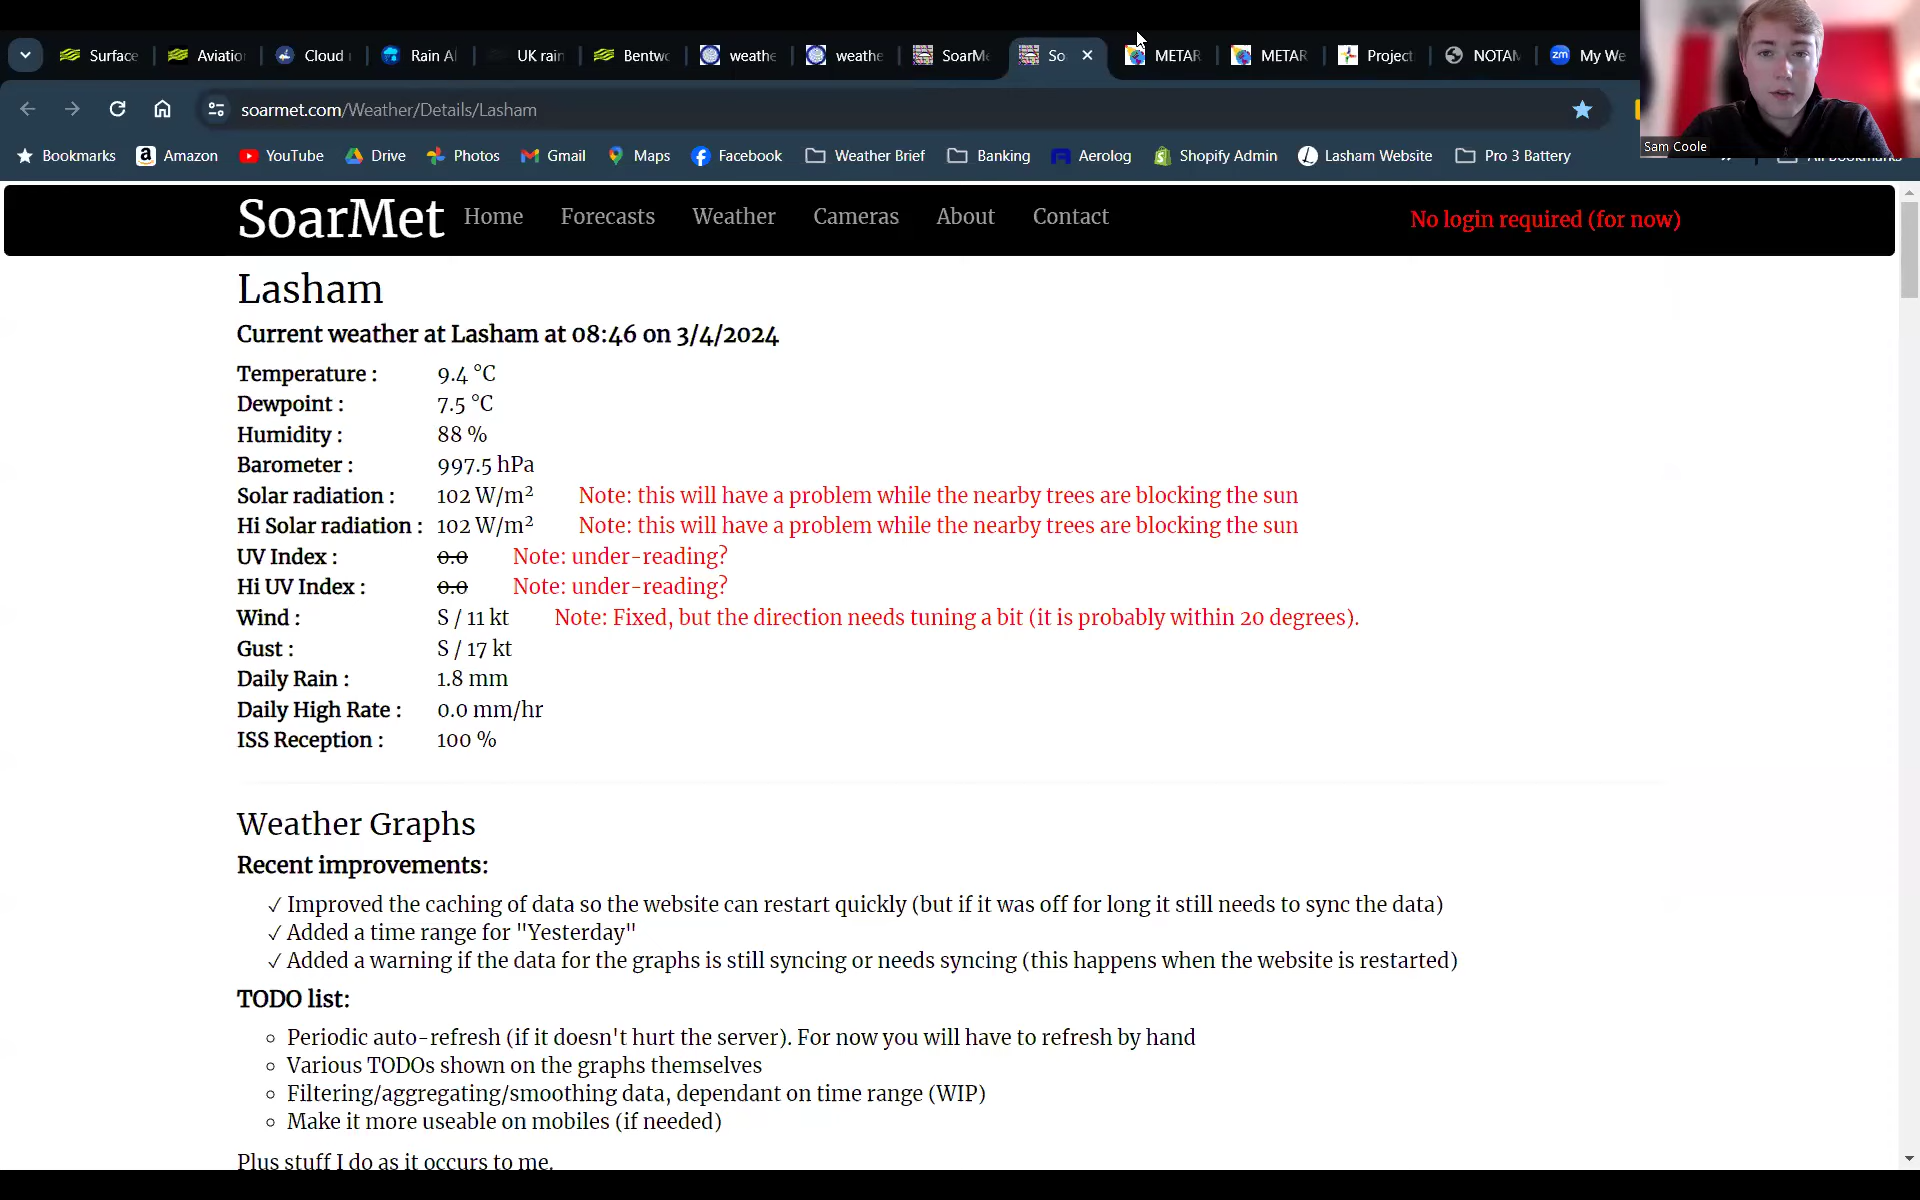 Surface
Aviatio
Cloud
Rain Al
UK rain
Bentwo
weathe
weathe
SoarMe
So
METAR
METAR
Project
NOTAM
My We
soarmet.com/Weather/Details/Lasham
Bookmarks
Amazon
YouTube
Drive
Photos
Gmail
Maps
Facebook
Weather Brief
Banking
Aerolog
Shopify Admin
Lasham Website
Pro 3 Battery
All Bookmarks
Sam Coole
SoarMet Home Forecasts Weather Cameras About Contact
No login required (for now)
Lasham
Current weather at Lasham at 08:46 on 3/4/2024
Temperature : 9.4 °C
Dewpoint : 7.5 °C
Humidity : 88 %
Barometer : 997.5 hPa
Solar radiation : 102 W/m² Note: this will have a problem while the nearby trees are blocking the sun
Hi Solar radiation : 102 W/m² Note: this will have a problem while the nearby trees are blocking the sun
UV Index : 0.0 Note: under-reading?
Hi UV Index : 0.0 Note: under-reading?
Wind : S / 11 kt Note: Fixed, but the direction needs tuning a bit (it is probably within 20 degrees).
Gust : S / 17 kt
Daily Rain : 1.8 mm
Daily High Rate : 0.0 mm/hr
ISS Reception : 100 %
Weather Graphs
Recent improvements:
✓ Improved the caching of data so the website can restart quickly (but if it was off for long it still needs to sync the data)
✓ Added a time range for "Yesterday"
✓ Added a warning if the data for the graphs is still syncing or needs syncing (this happens when the website is restarted)
TODO list:
Periodic auto-refresh (if it doesn't hurt the server). For now you will have to refresh by hand
Various TODOs shown on the graphs themselves
Filtering/aggregating/smoothing data, dependant on time range (WIP)
Make it more useable on mobiles (if needed)
Plus stuff I do as it occurs to me.